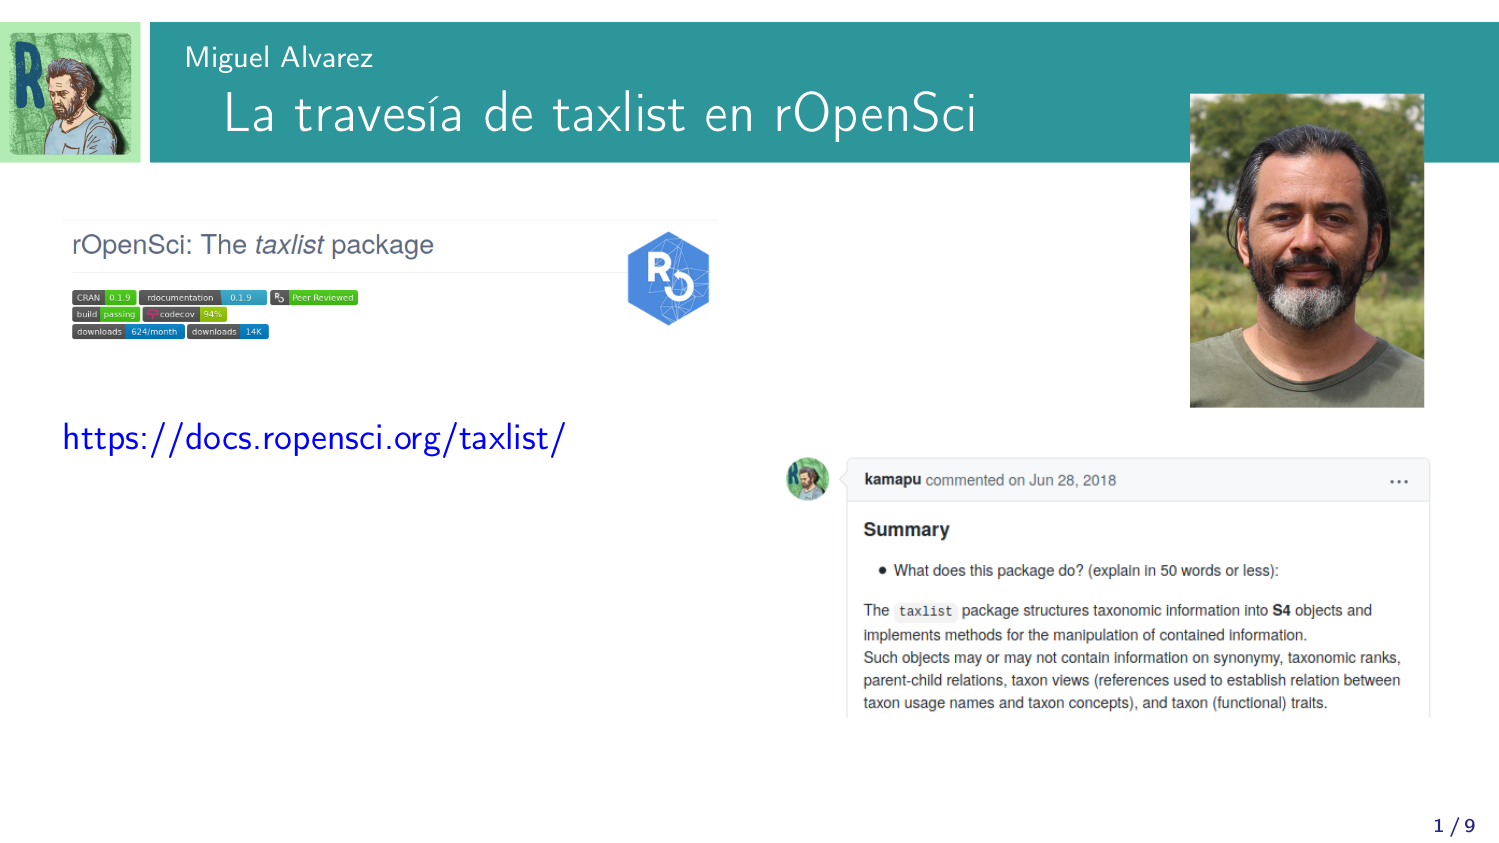 R
Miguel Alvarez
La travesía de taxlist en rOpenSci
rOpenSci: The taxlist package
R
CRAN 0.1.9 rdocumentation 0.1.9 R Peer Reviewed
build passing codecov 94%
downloads 624/month downloads 14K
https://docs.ropensci.org/taxlist/
R
kamapu commented on Jun 28, 2018 ...
Summary
• What does this package do? (explain in 50 words or less):
The taxlist package structures taxonomic information into S4 objects and
implements methods for the manipulation of contained information.
Such objects may or may not contain information on synonymy, taxonomic ranks,
parent-child relations, taxon views (references used to establish relation between
taxon usage names and taxon concepts), and taxon (functional) traits.
1 / 9